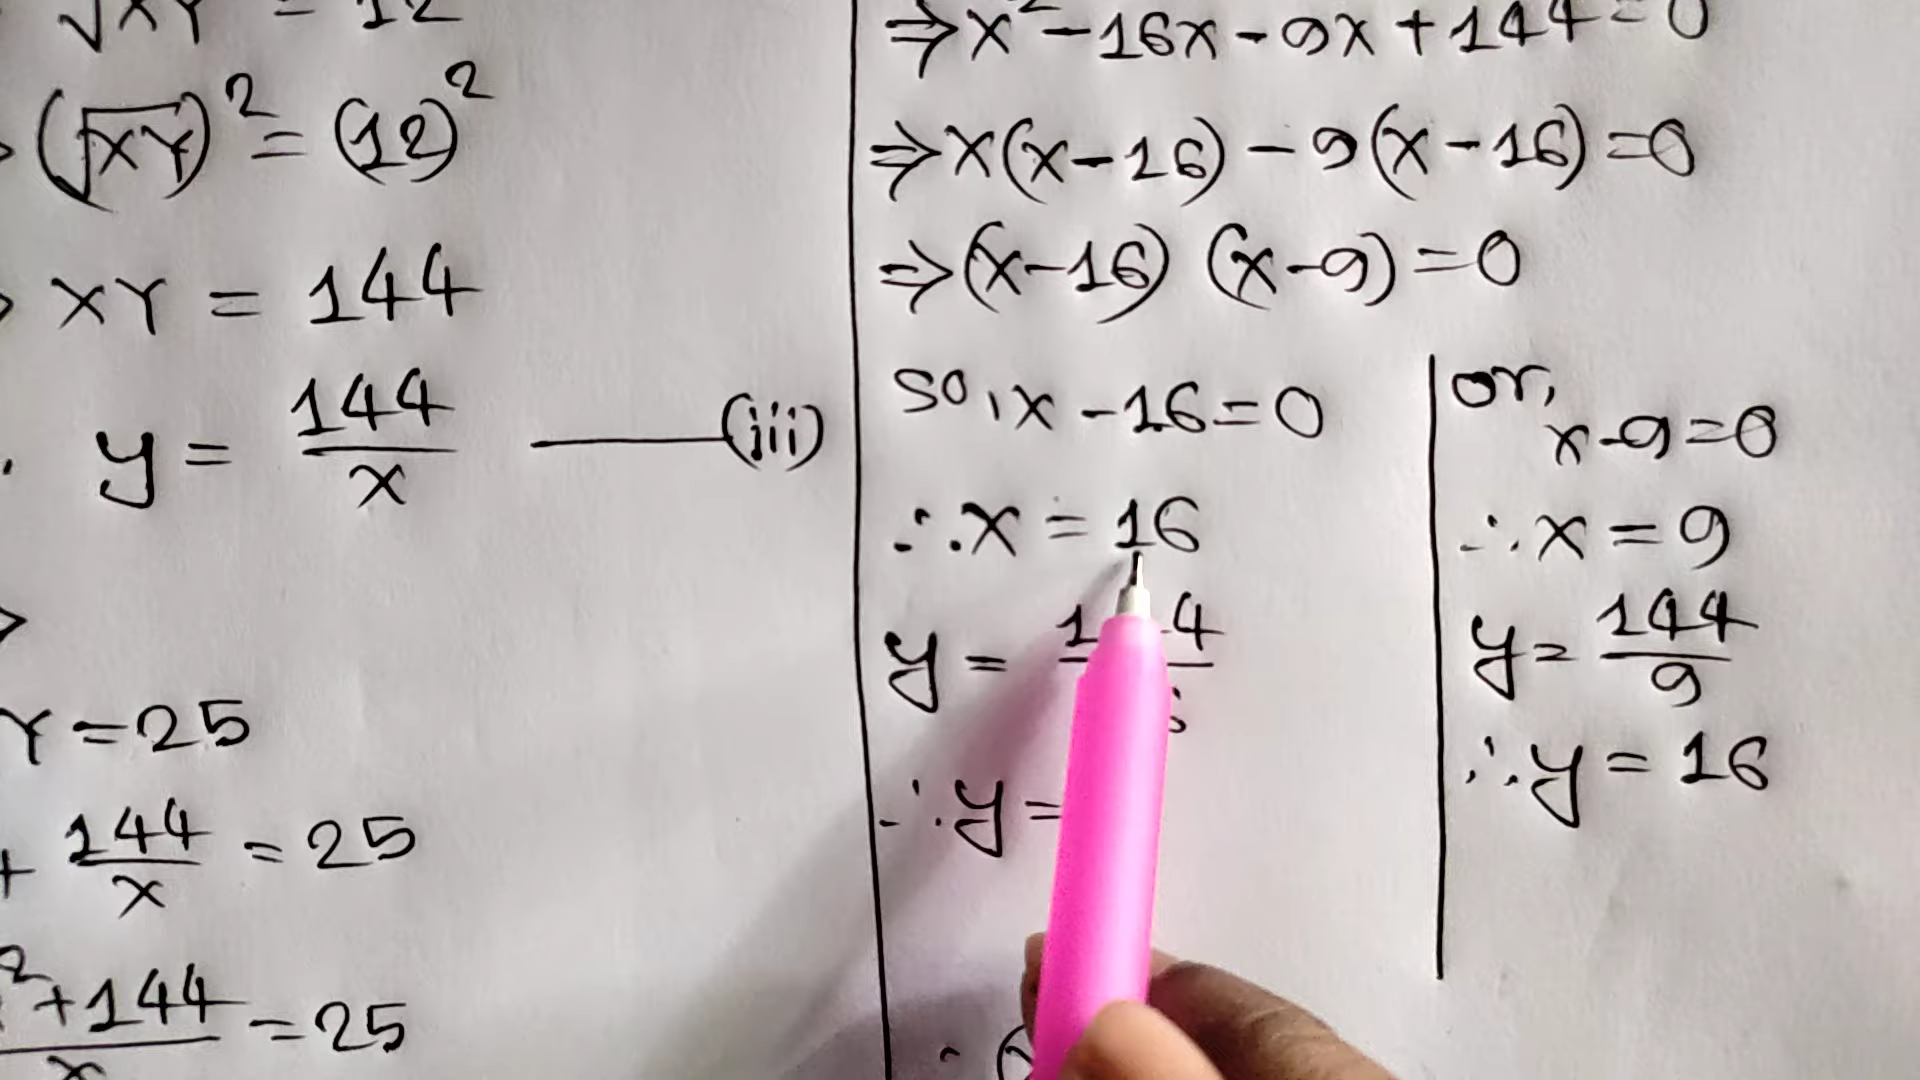 √XY = 12
(√XY)² = (12)²
XY = 144
y = 144/x —— (iii)
Y = 25
+ 144/x = 25
² + 144/x = 25
⇒ x² - 16x - 9x + 144 = 0
⇒ x(x - 16) - 9(x - 16) = 0
⇒ (x - 16) (x - 9) = 0
so, x - 16 = 0
∴ x = 16
y =
∴ y =
or,
x - 9 = 0
∴ x = 9
y = 144/9
∴ y = 16